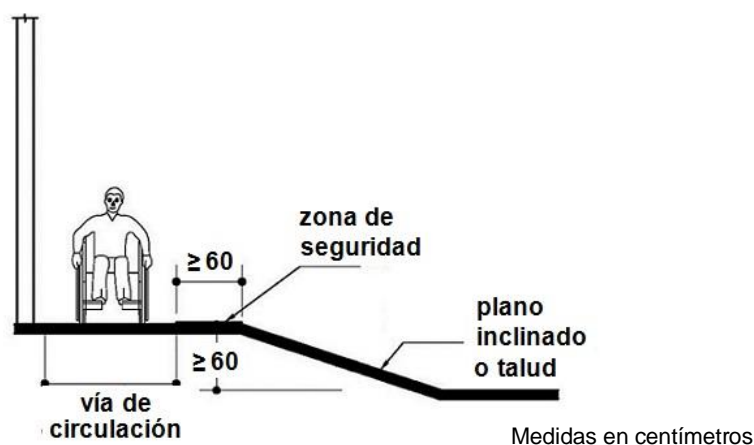 zona de
seguridad
≥ 60
plano
inclinado
o talud
≥ 60
vía de
circulación
Medidas en centímetros